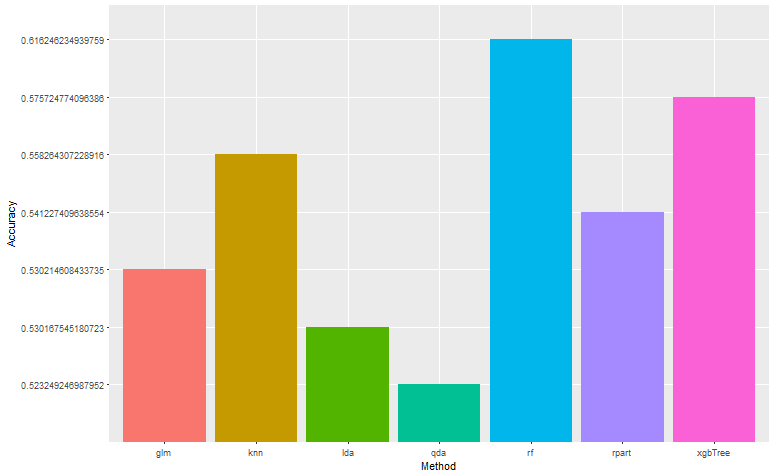 0.616246234939759
0.575724774096386
0.558264307228916
0.541227409638554
0.530214608433735
0.530167545180723
0.523249246987952
Accuracy
glm knn lda qda rf rpart xgbTree
Method